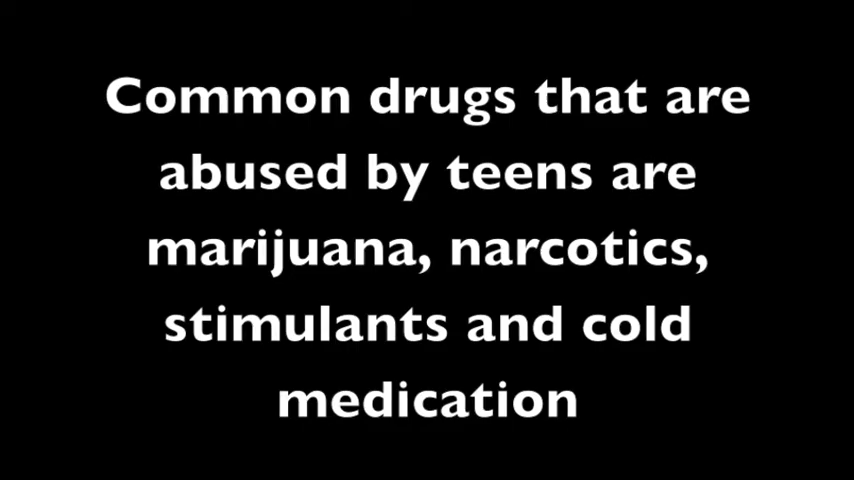 Common drugs that are
abused by teens are
marijuana, narcotics,
stimulants and cold
medication